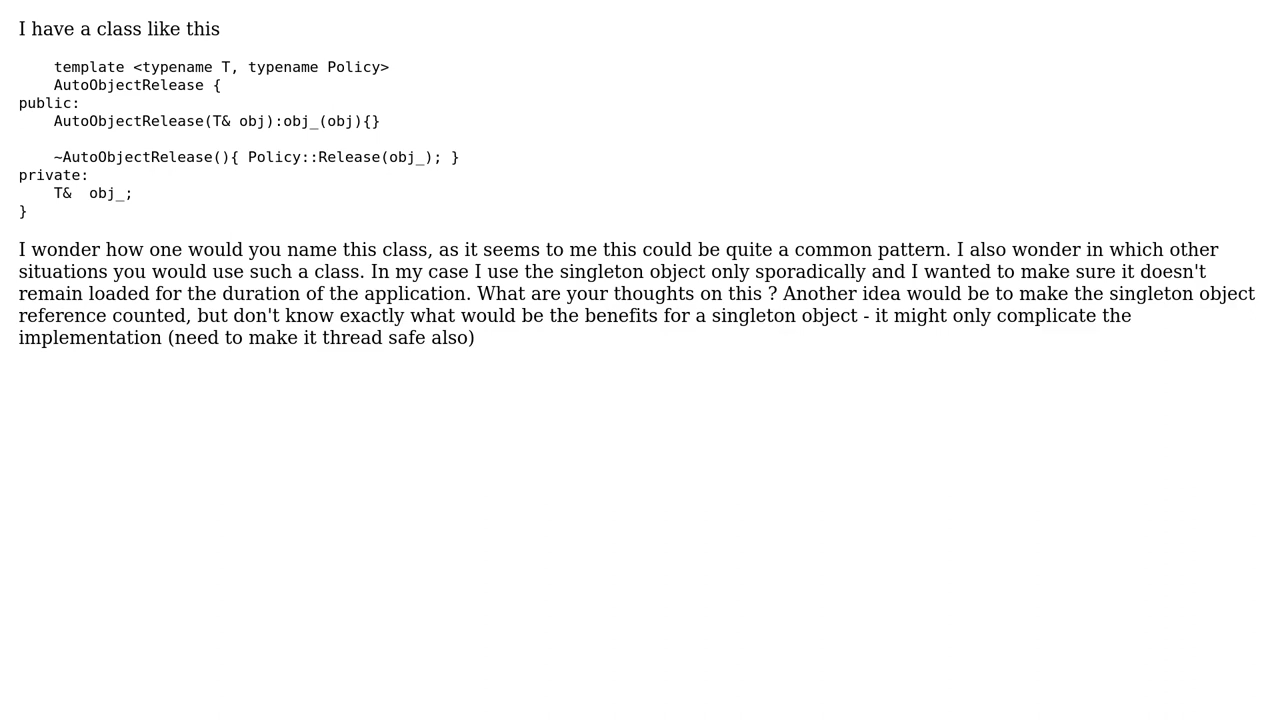 I have a class like this
template <typename T, typename Policy>
AutoObjectRelease {
public:
AutoObjectRelease(T& obj):obj_(obj){}
~AutoObjectRelease(){ Policy::Release(obj_); }
private:
T&  obj_;
}
I wonder how one would you name this class, as it seems to me this could be quite a common pattern. I also wonder in which other
situations you would use such a class. In my case I use the singleton object only sporadically and I wanted to make sure it doesn't
remain loaded for the duration of the application. What are your thoughts on this ? Another idea would be to make the singleton object
reference counted, but don't know exactly what would be the benefits for a singleton object - it might only complicate the
implementation (need to make it thread safe also)